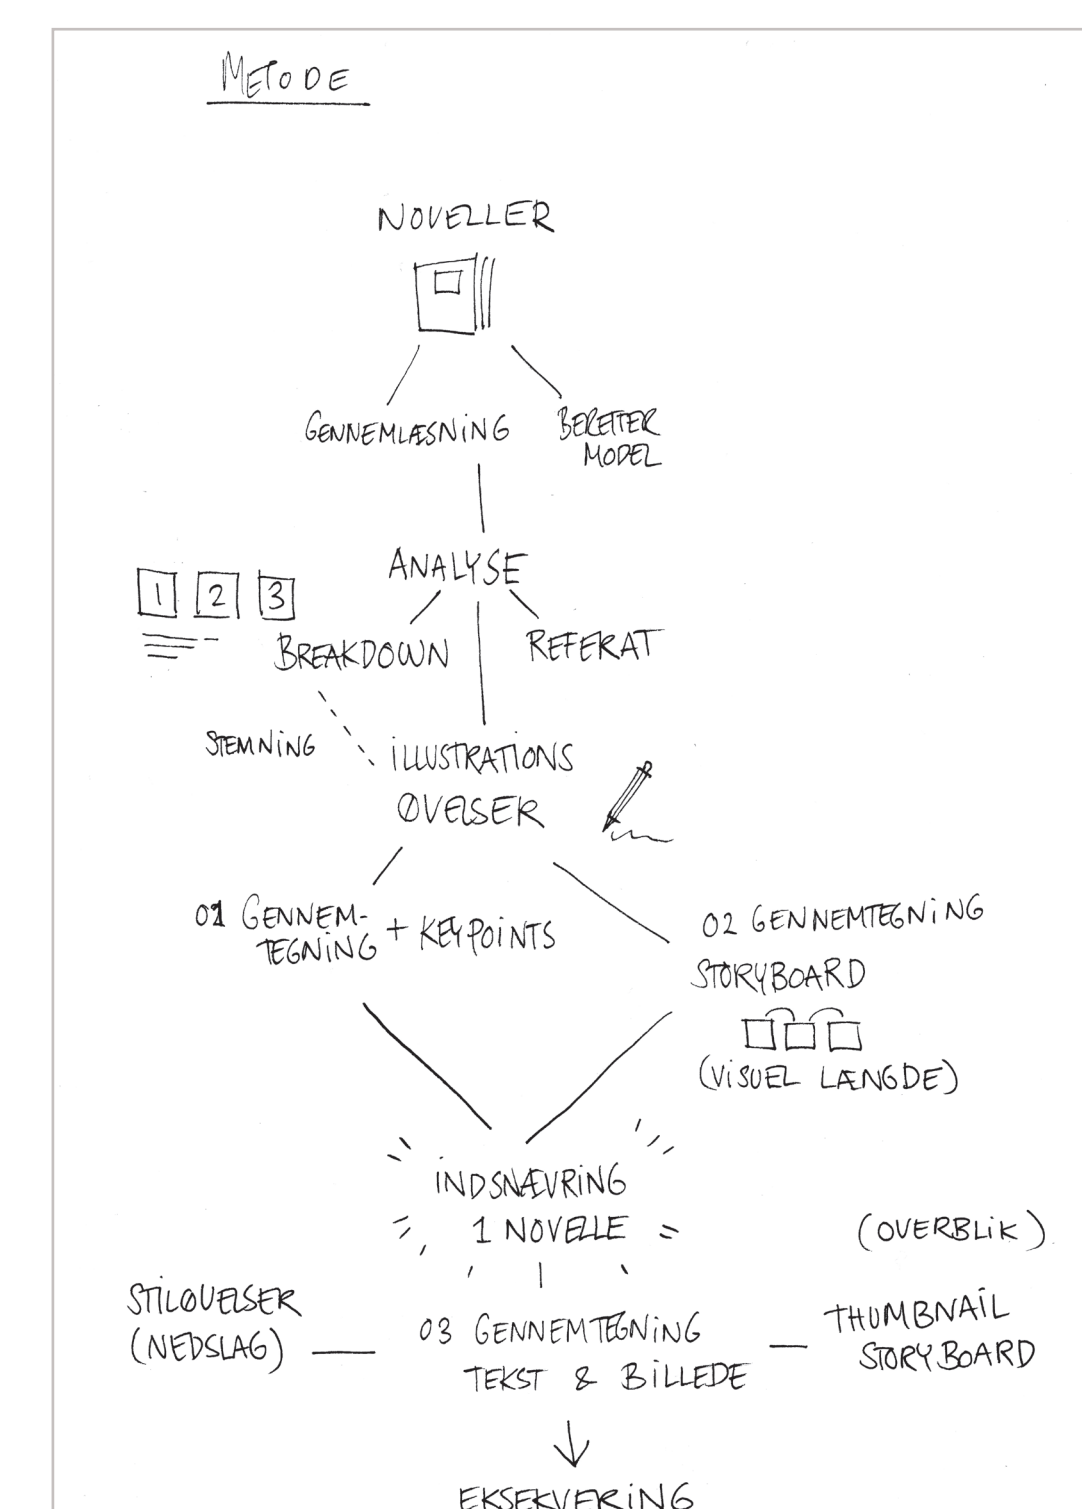 METODE
NOVELLER
GENNEMLÆSNING
BERETTER
MODEL
ANALYSE
1 2 3
BREAKDOWN
REFERAT
STEMNING
ILLUSTRATIONS
ØVELSER
01 GENNEM-
TEGNING + KEYPOINTS
02 GENNEMTEGNING
STORYBOARD
(VISUEL LÆNGDE)
INDSNÆVRING
1 NOVELLE
(OVERBLIK)
STILØVELSER
(NEDSLAG)
03 GENNEMTEGNING
TEKST & BILLEDE
THUMBNAIL
STORYBOARD
EKSEKVERING